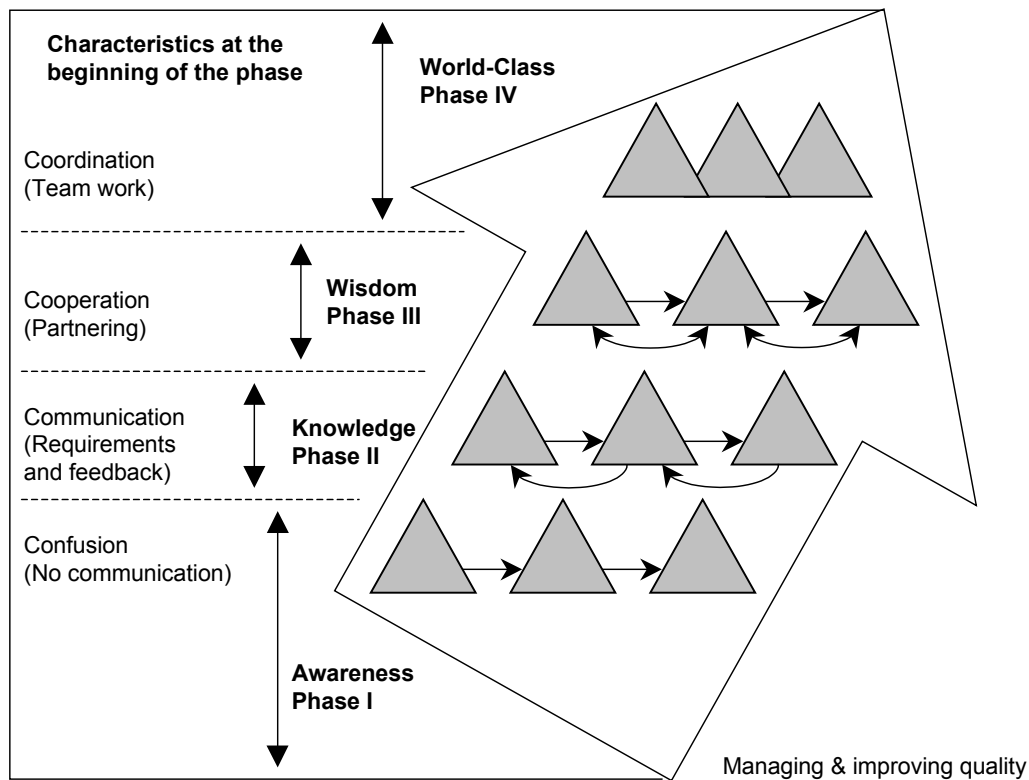 Characteristics at the
beginning of the phase
World-Class
Phase IV
Coordination
(Team work)
Wisdom
Phase III
Cooperation
(Partnering)
Communication
(Requirements
and feedback)
Knowledge
Phase II
Confusion
(No communication)
Awareness
Phase I
Managing & improving quality